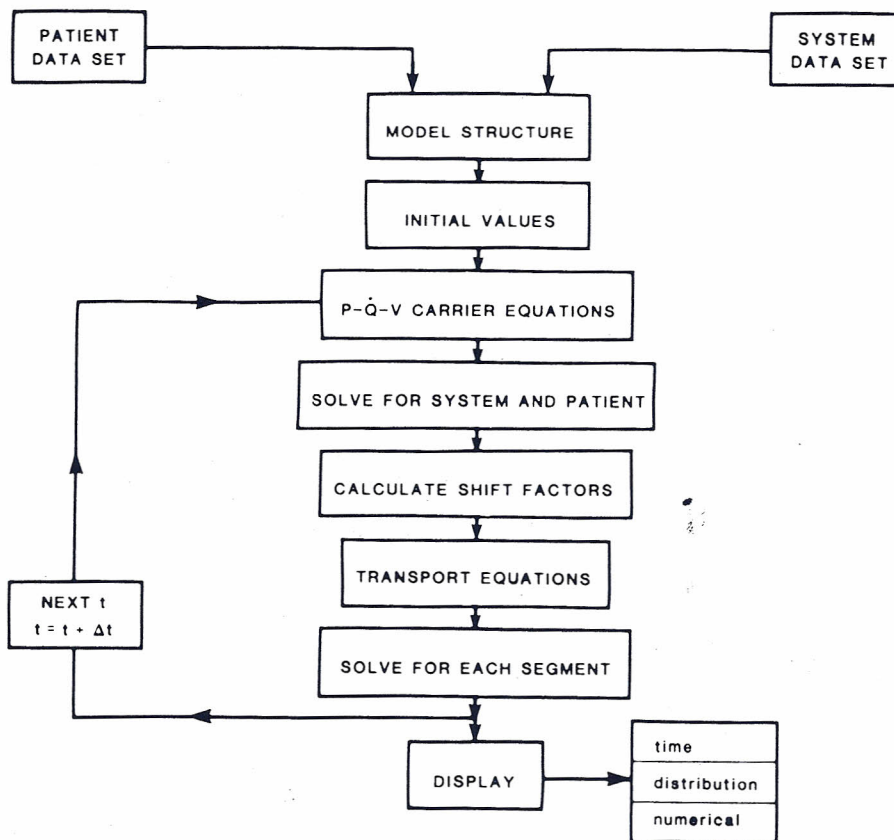 PATIENT
DATA SET
SYSTEM
DATA SET
MODEL STRUCTURE
INITIAL VALUES
P-Q̇-V CARRIER EQUATIONS
SOLVE FOR SYSTEM AND PATIENT
CALCULATE SHIFT FACTORS
TRANSPORT EQUATIONS
NEXT t
t = t + Δt
SOLVE FOR EACH SEGMENT
DISPLAY
time
distribution
numerical